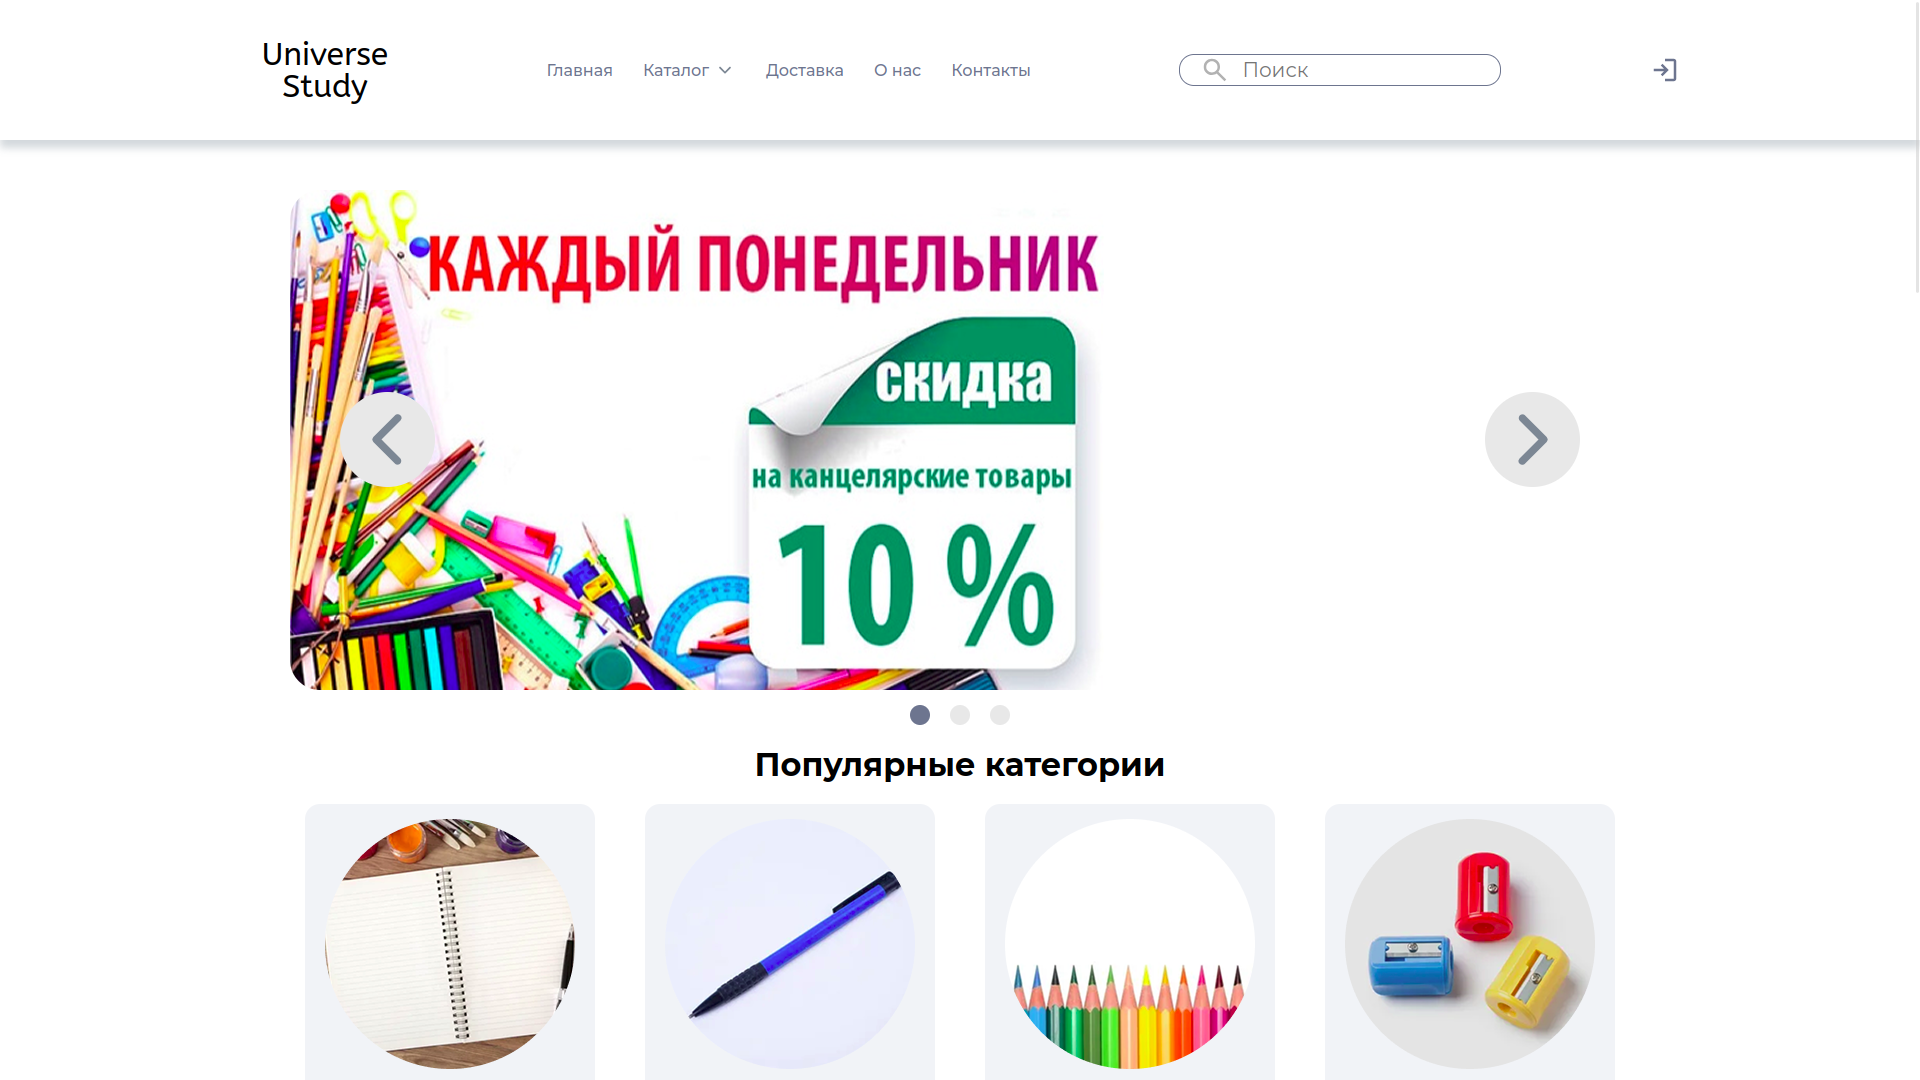 Universe
Study
Главная
Каталог
Доставка
О нас
Контакты
Поиск
КАЖДЫЙ ПОНЕДЕЛЬНИК
скидка
на канцелярские товары
10 %
Популярные категории